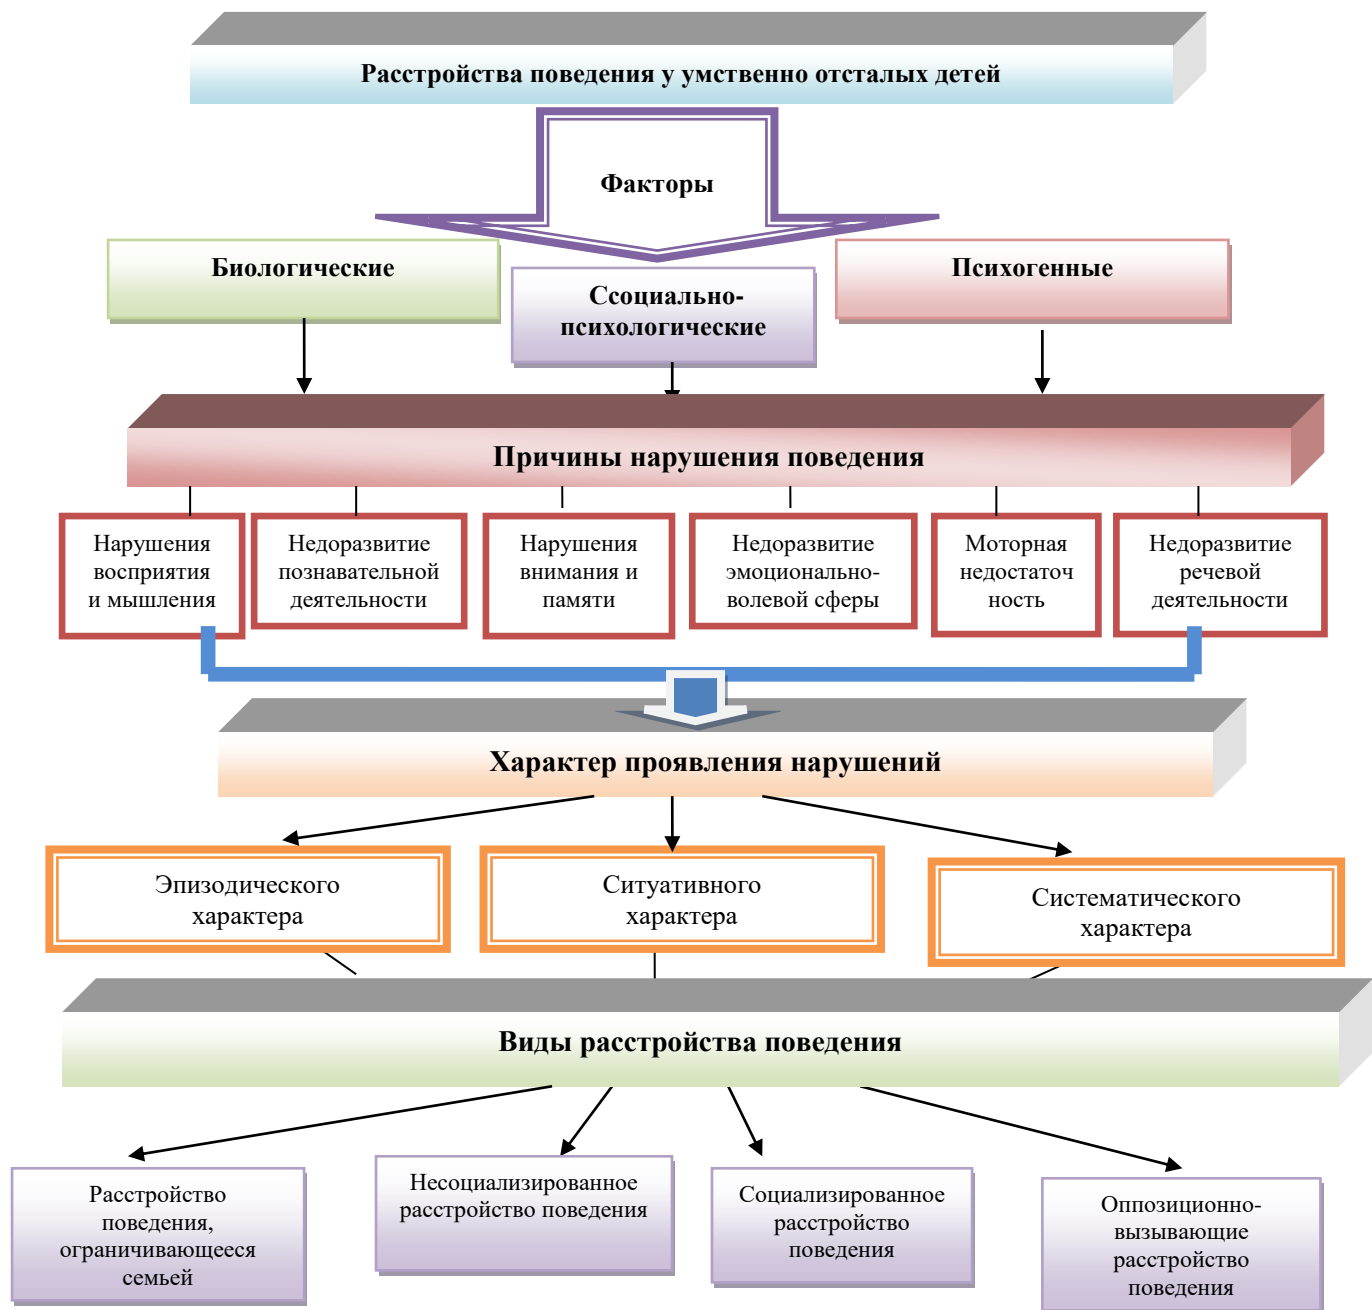 Расстройства поведения у умственно отсталых детей
Факторы
Биологические
Ссоциально-
психологические
Психогенные
Причины нарушения поведения
Нарушения
восприятия
и мышления
Недоразвитие
познавательной
деятельности
Нарушения
внимания и
памяти
Недоразвитие
эмоционально-
волевой сферы
Моторная
недостаточ
ность
Недоразвитие
речевой
деятельности
Характер проявления нарушений
Эпизодического
характера
Ситуативного
характера
Систематического
характера
Виды расстройства поведения
Расстройство
поведения,
ограничивающееся
семьей
Несоциализированное
расстройство поведения
Социализированное
расстройство
поведения
Оппозиционно-
вызывающие
расстройство
поведения